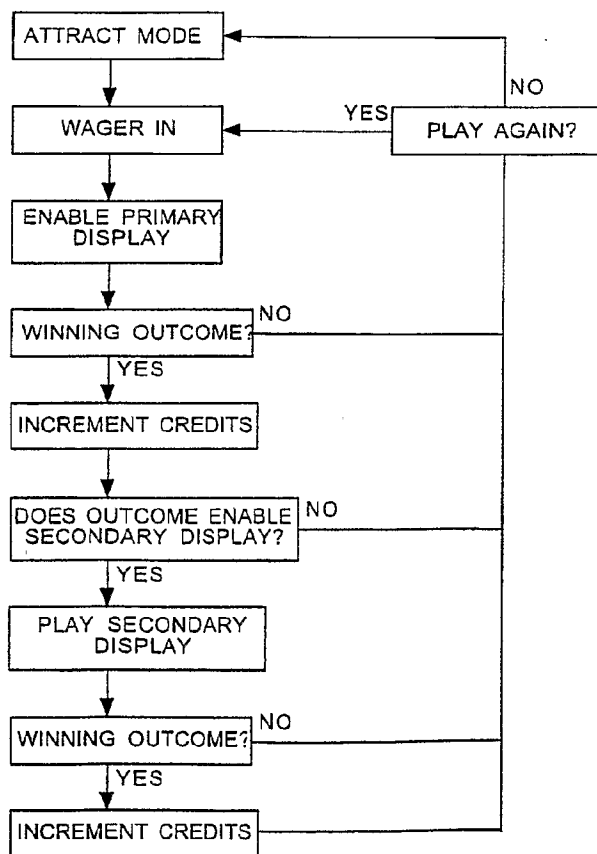 ATTRACT MODE
NO
WAGER IN
YES
PLAY AGAIN?
ENABLE PRIMARY
DISPLAY
WINNING OUTCOME?
NO
YES
INCREMENT CREDITS
DOES OUTCOME ENABLE
SECONDARY DISPLAY?
NO
YES
PLAY SECONDARY
DISPLAY
WINNING OUTCOME?
NO
YES
INCREMENT CREDITS